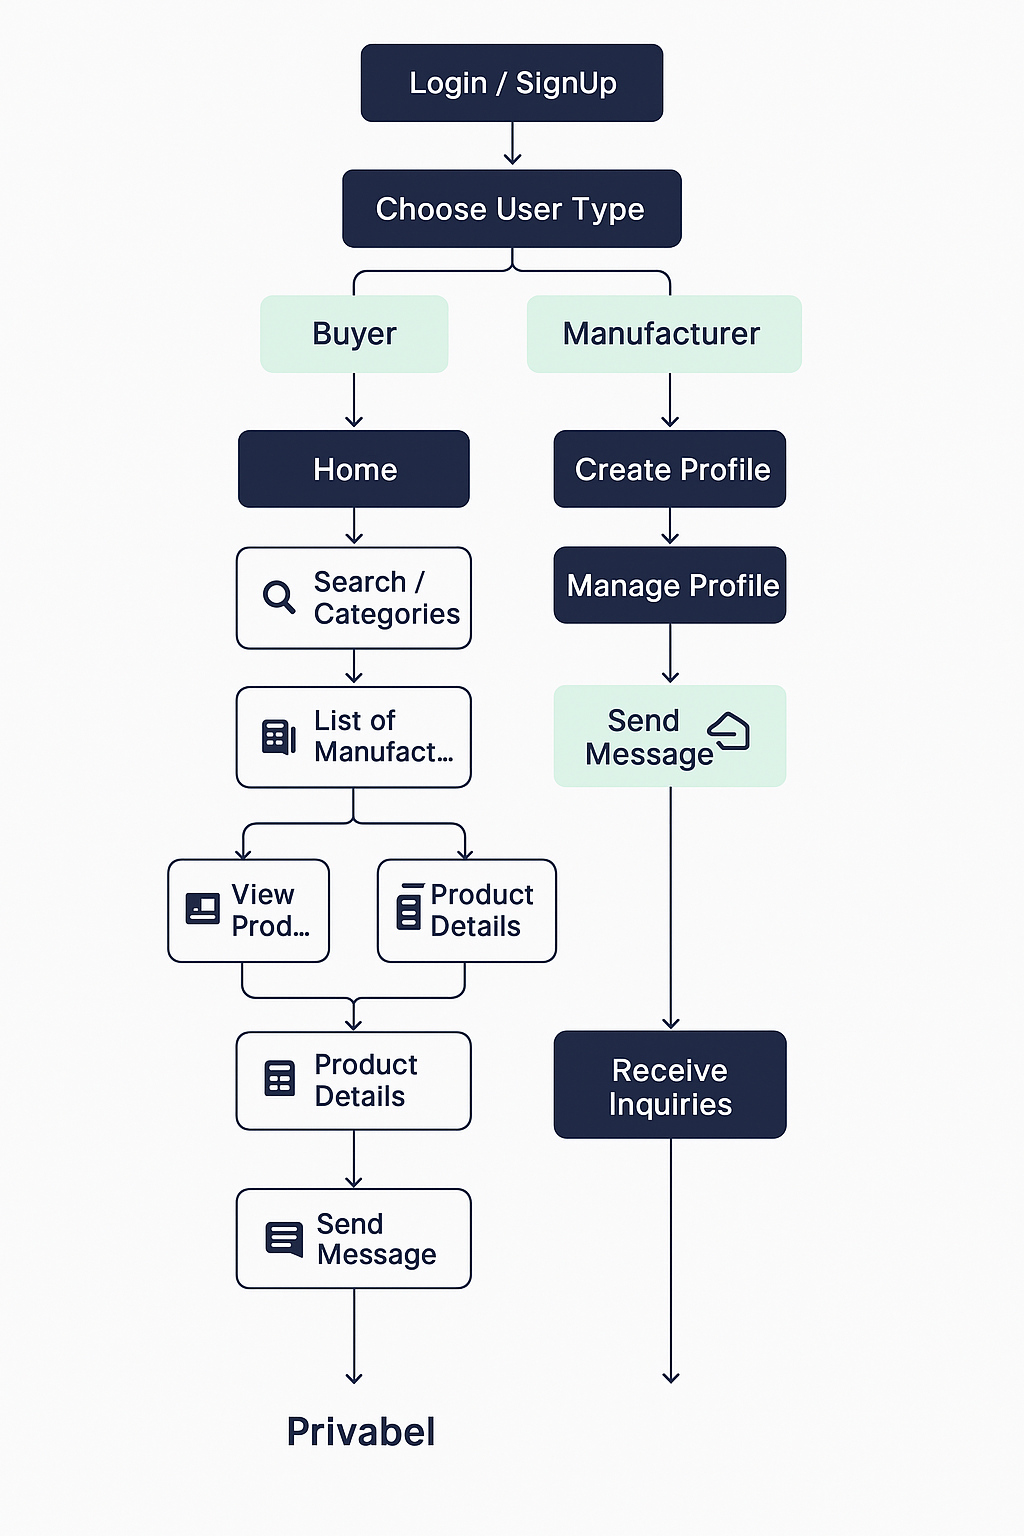 Login / SignUp
Choose User Type
Buyer
Manufacturer
Home
Create Profile
Search /
Categories
Manage Profile
List of
Manufact...
Send
Message
View
Prod...
Product
Details
Product
Details
Receive
Inquiries
Send
Message
Privabel